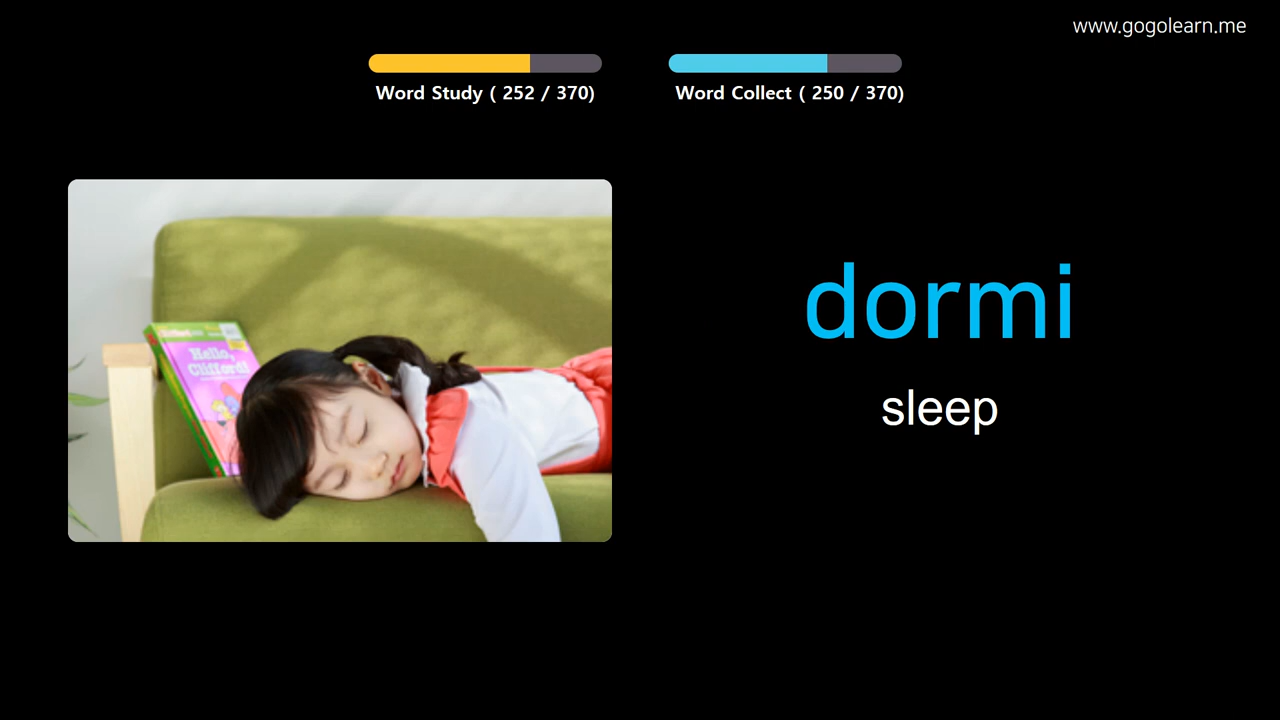 www.gogolearn.me
Word Study ( 252 / 370)
Word Collect ( 250 / 370)
Hello,
Clifford!
dormi
sleep